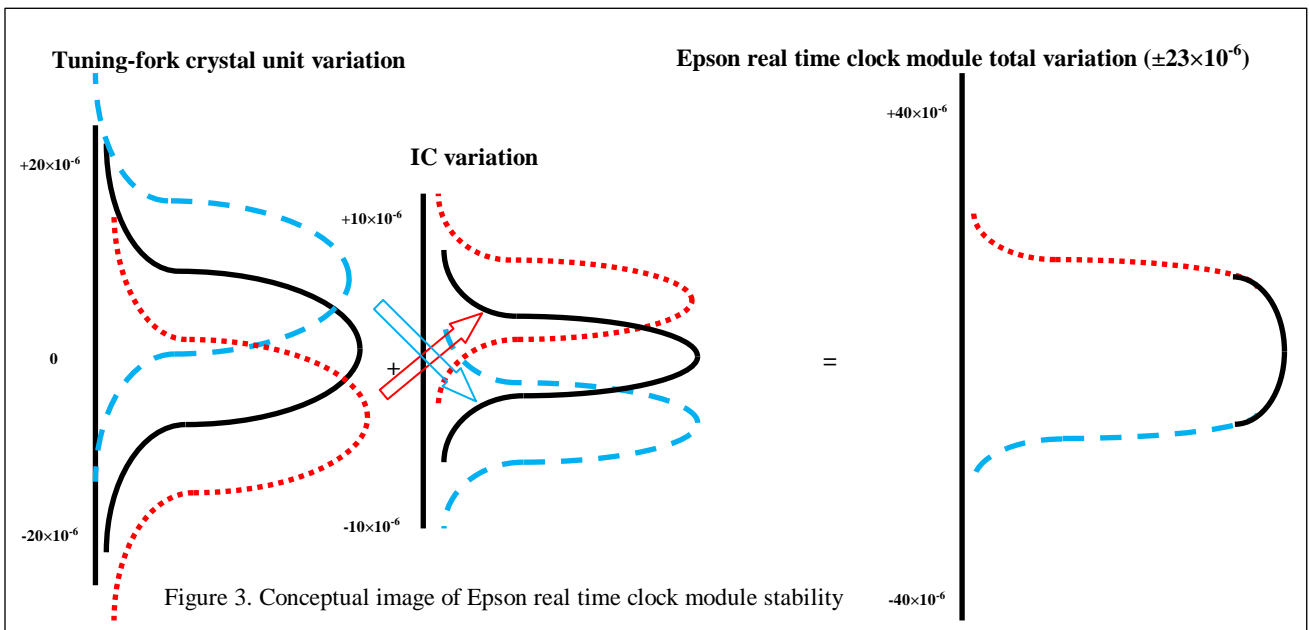 Tuning-fork crystal unit variation
+20×10⁻⁶
0
-20×10⁻⁶
+
IC variation
+10×10⁻⁶
-10×10⁻⁶
=
Epson real time clock module total variation (±23×10⁻⁶)
+40×10⁻⁶
-40×10⁻⁶
Figure 3. Conceptual image of Epson real time clock module stability